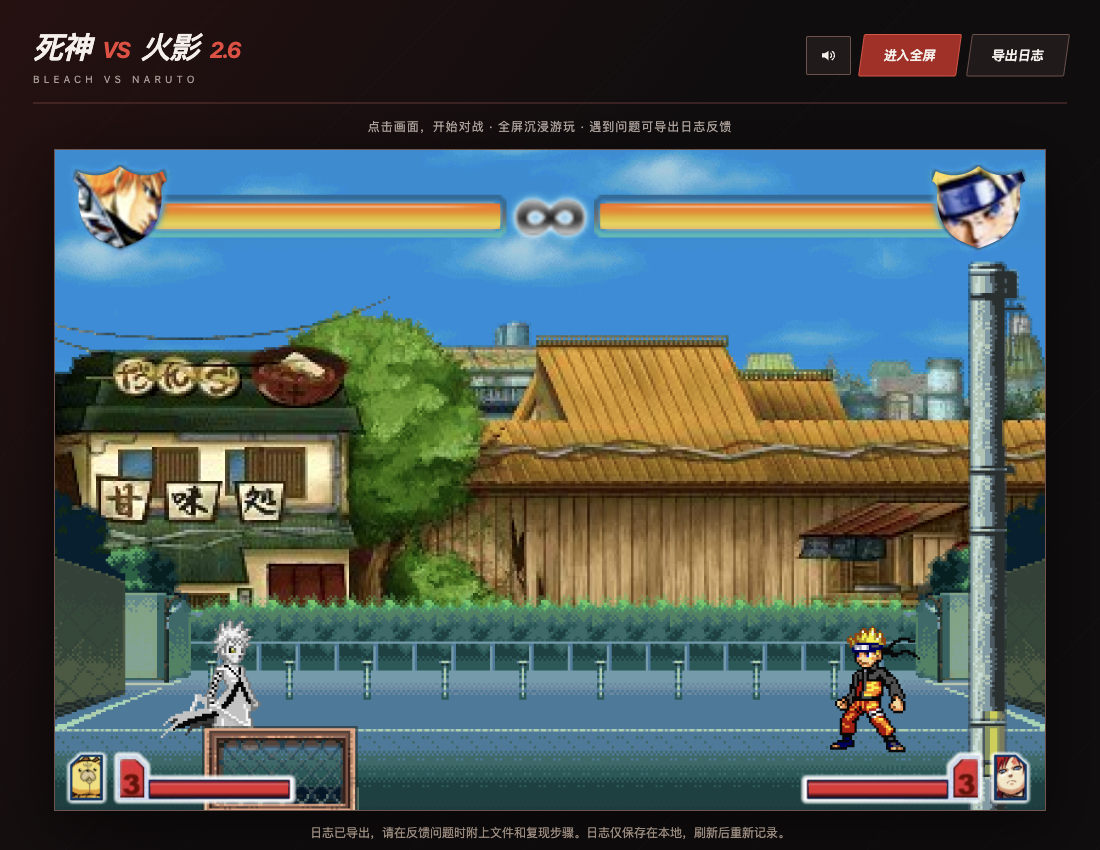 死神 VS 火影 2.6
BLEACH VS NARUTO
进入全屏
导出日志
点击画面，开始对战 · 全屏沉浸游玩 · 遇到问题可导出日志反馈
甘味処
3
3
日志已导出，请在反馈问题时附上文件和复现步骤。日志仅保存在本地，刷新后重新记录。